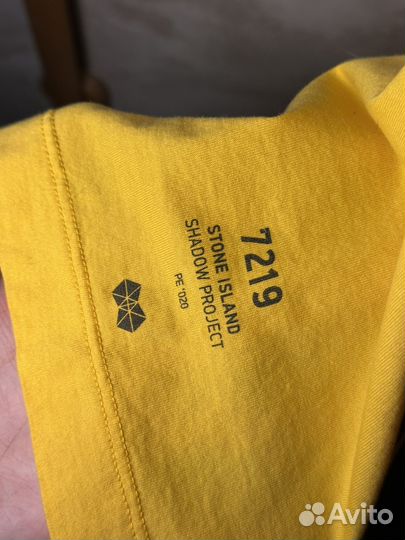 7219
STONE ISLAND
SHADOW PROJECT
PE '020
Avito